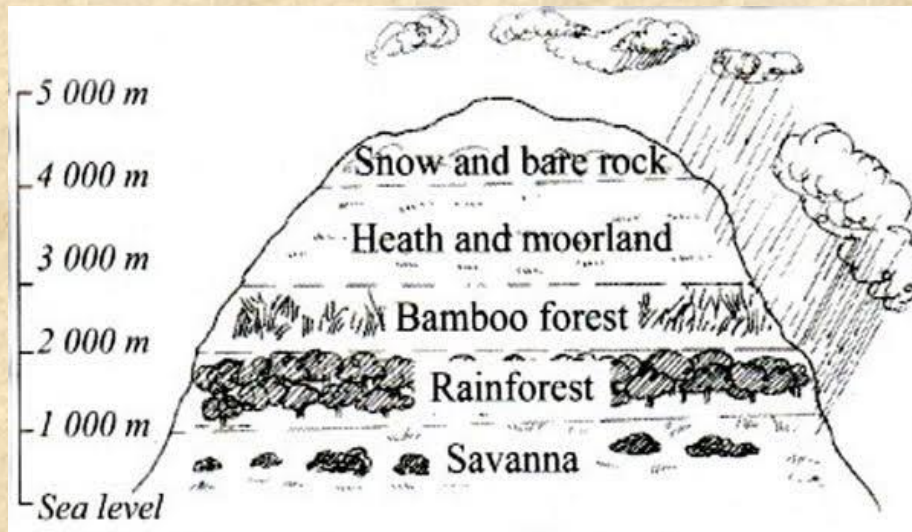 5 000 m
Snow and bare rock
4 000 m
Heath and moorland
3 000 m
Bamboo forest
2 000 m
Rainforest
1 000 m
Savanna
Sea level